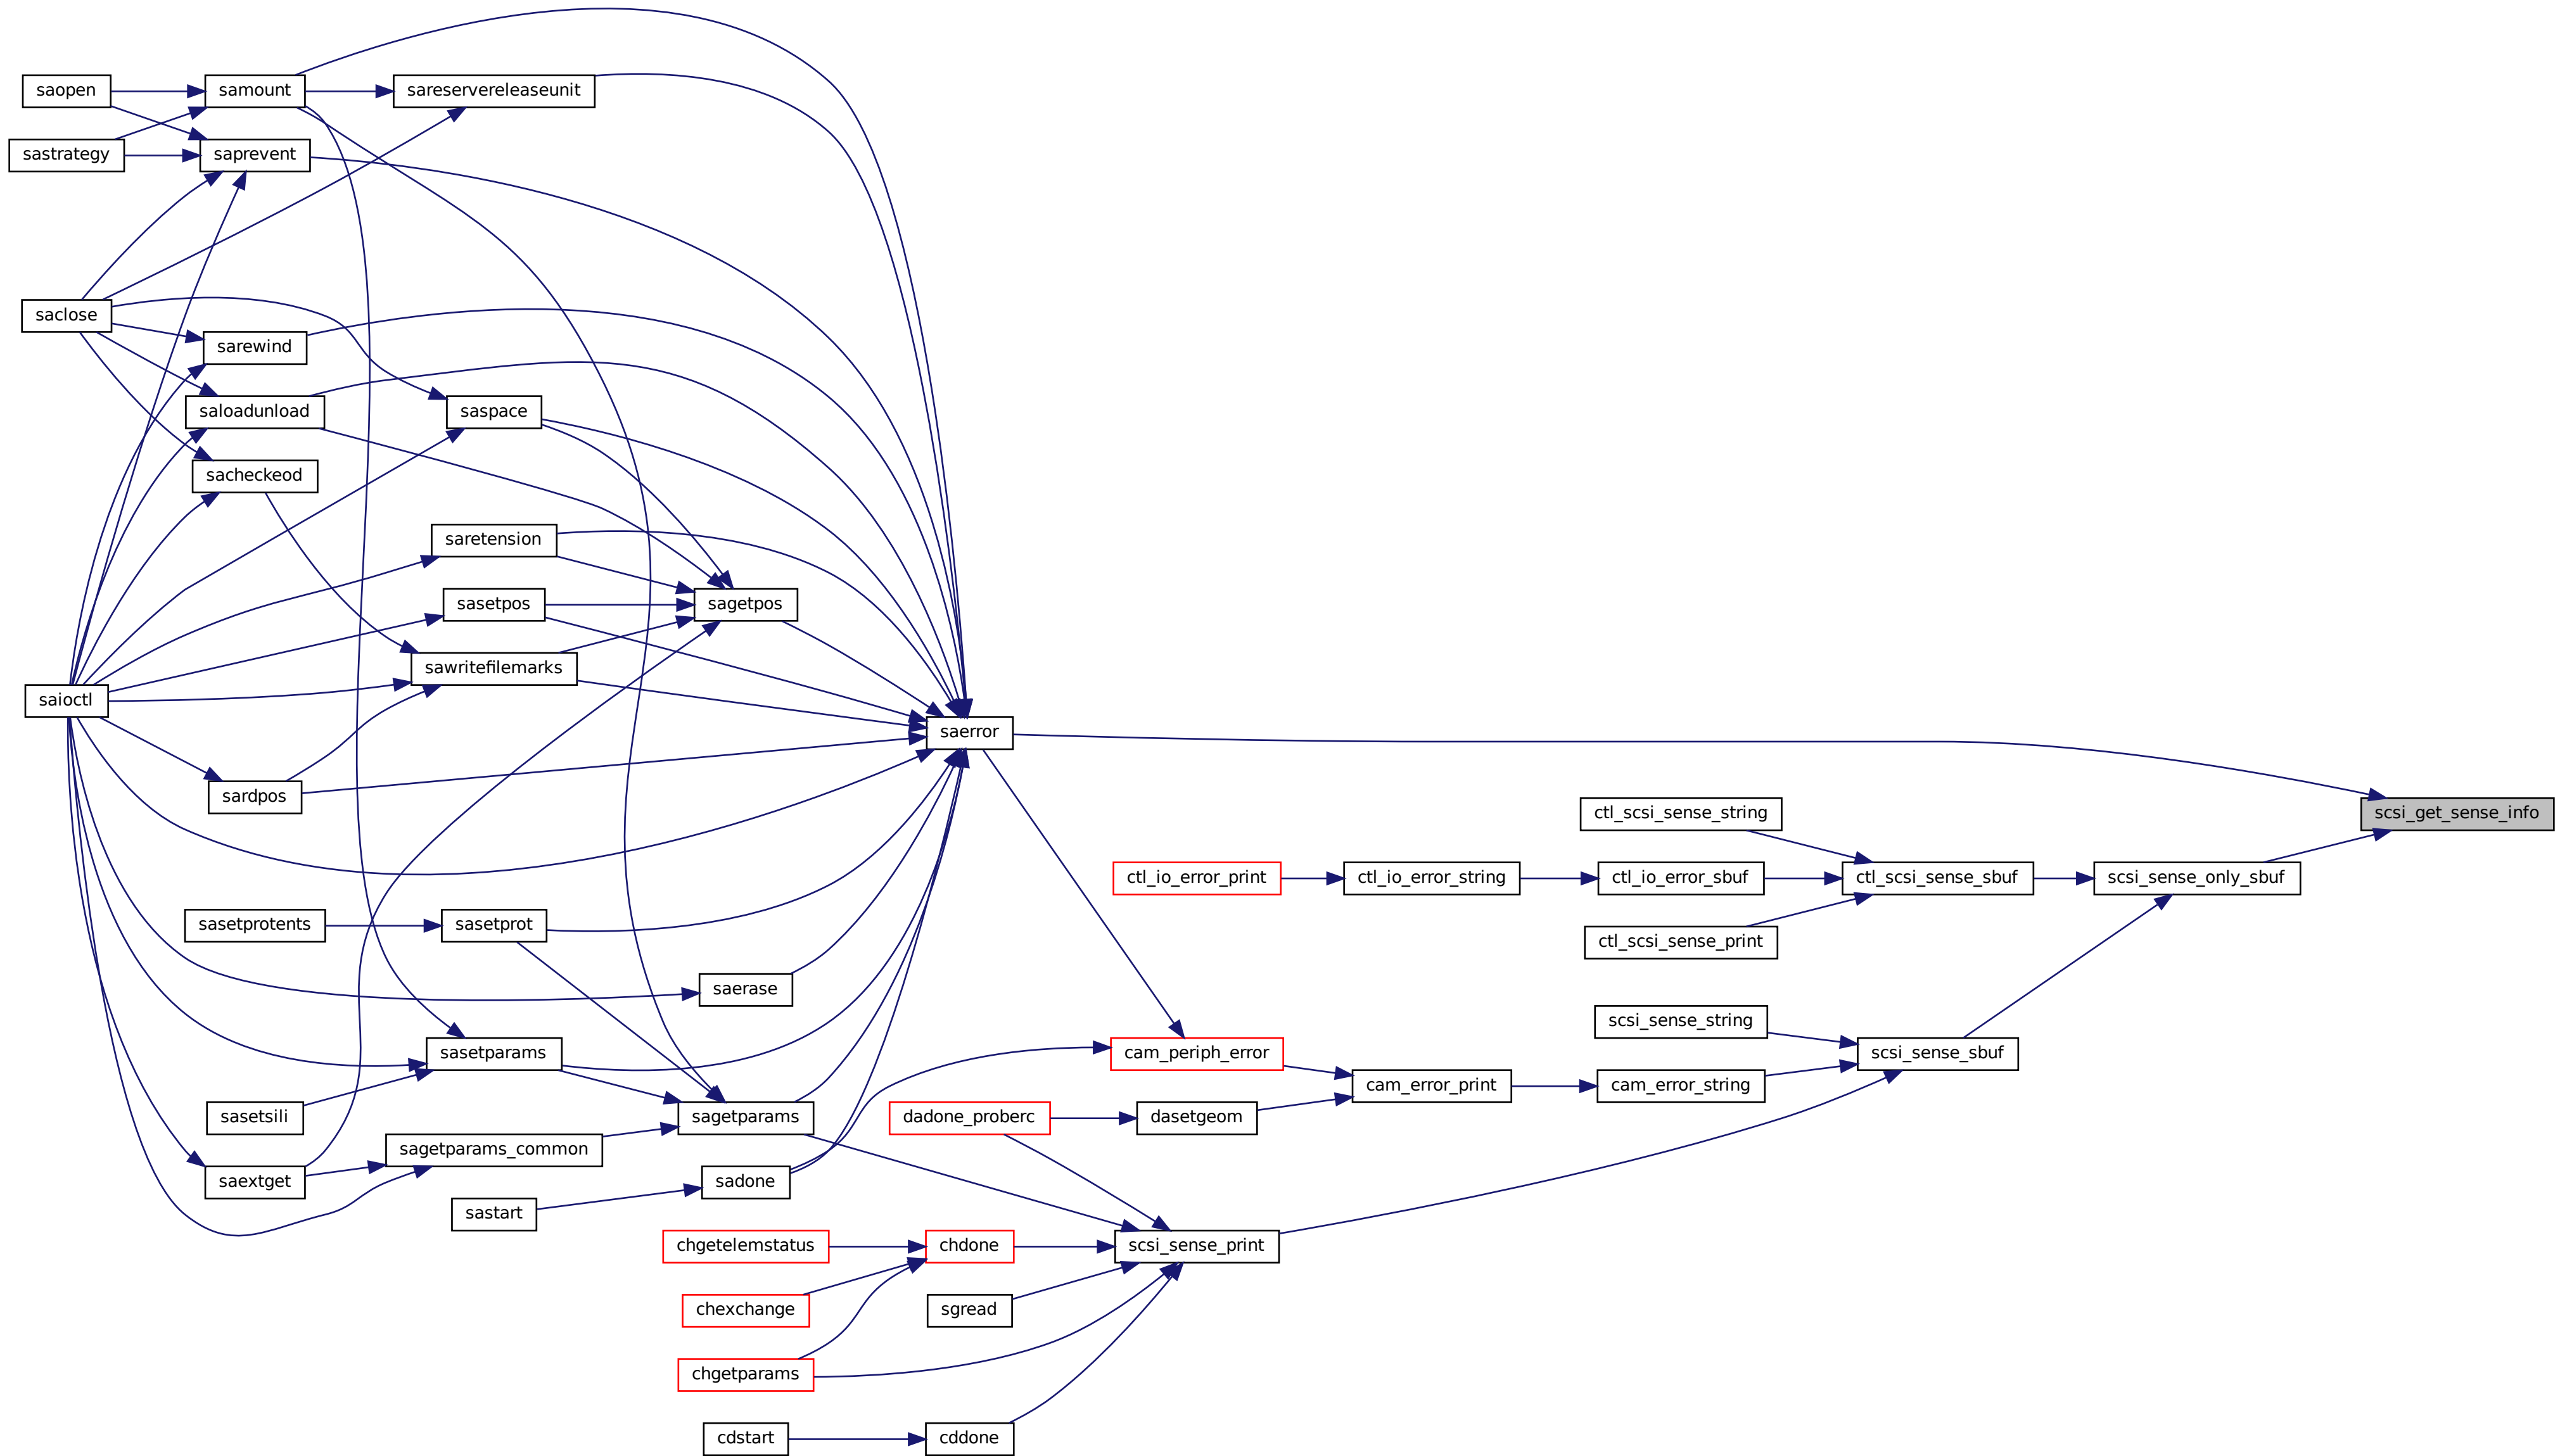 saopen
samount
sareservereleaseunit
sastrategy
saprevent
saclose
sarewind
saloadunload
saspace
sacheckeod
saretension
sasetpos
sagetpos
sawritefilemarks
saioctl
saerror
sardpos
scsi_get_sense_info
ctl_scsi_sense_string
ctl_io_error_print
ctl_io_error_string
ctl_io_error_sbuf
ctl_scsi_sense_sbuf
scsi_sense_only_sbuf
sasetprotents
sasetprot
ctl_scsi_sense_print
saerase
scsi_sense_string
sasetparams
cam_periph_error
scsi_sense_sbuf
cam_error_print
cam_error_string
sasetsili
sagetparams
dadone_proberc
dasetgeom
sagetparams_common
saextget
sadone
sastart
chgetelemstatus
chdone
scsi_sense_print
chexchange
sgread
chgetparams
cdstart
cddone